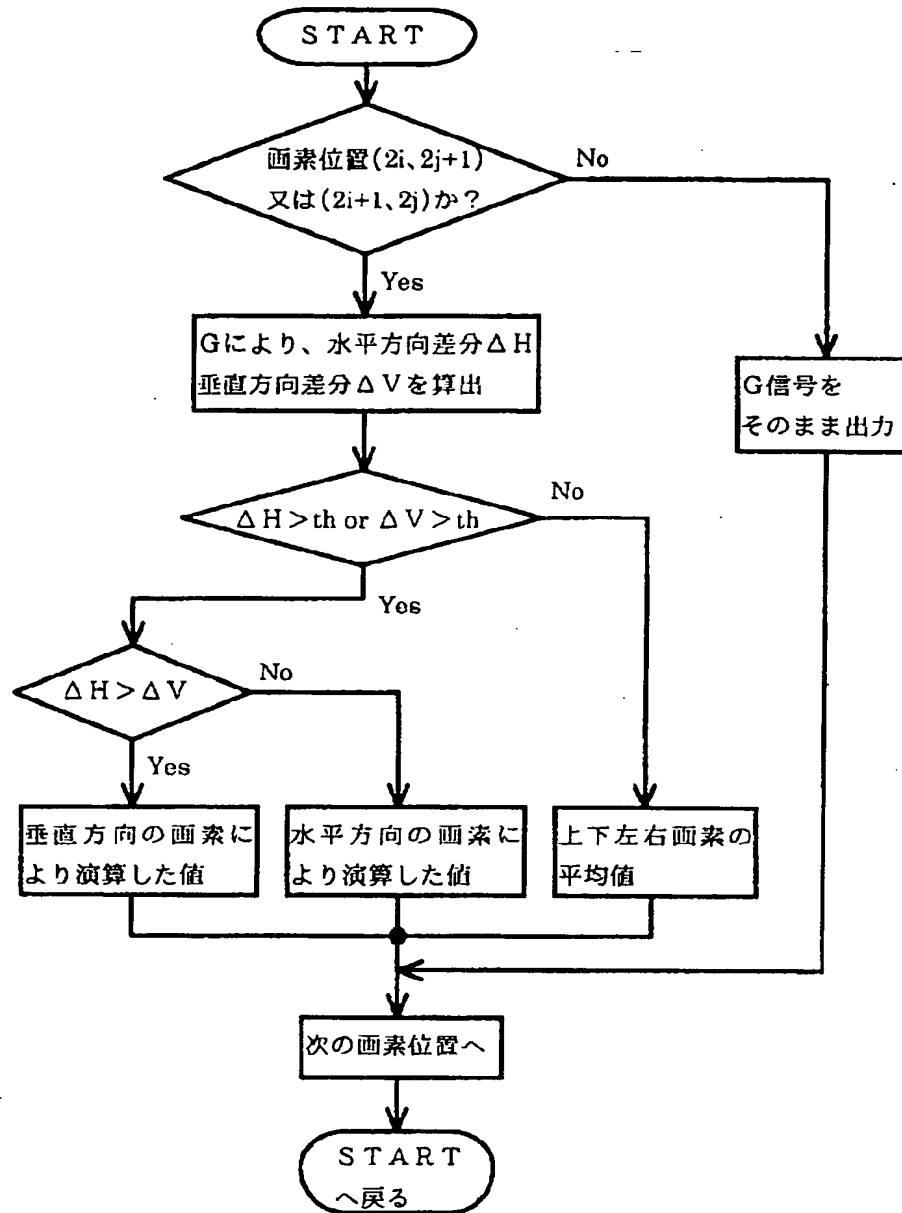 START
画素位置(2i、2j+1)
又は(2i+1、2j)か？
No
Yes
Gにより、水平方向差分ΔH
垂直方向差分ΔVを算出
G信号を
そのまま出力
ΔH>th or ΔV>th
No
Yes
ΔH>ΔV
No
Yes
垂直方向の画素に
より演算した値
水平方向の画素に
より演算した値
上下左右画素の
平均値
次の画素位置へ
START
へ戻る